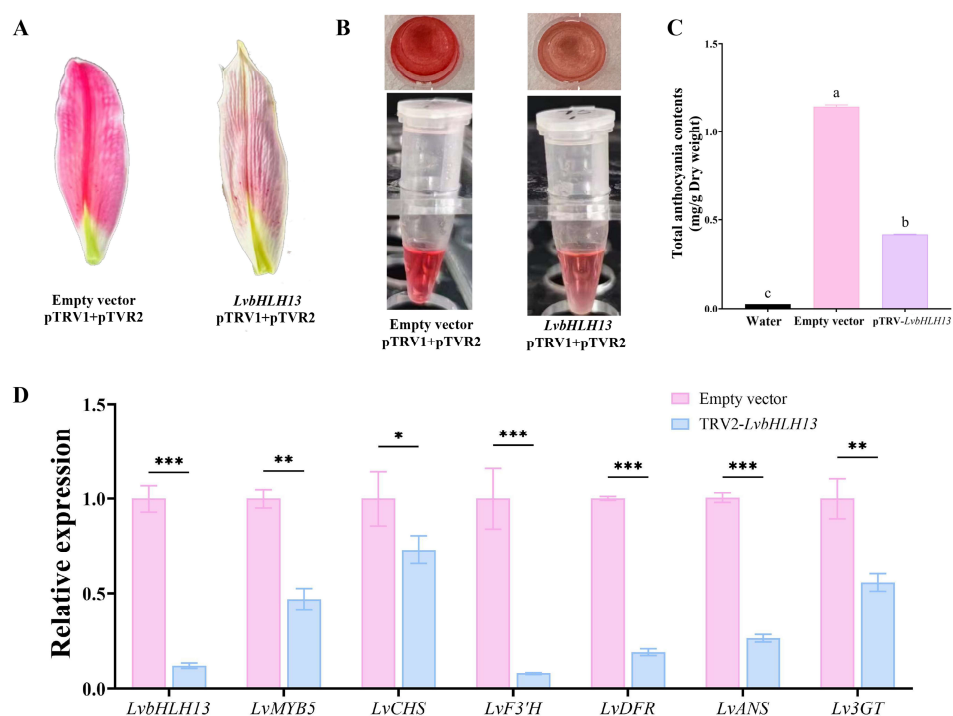 A
Empty vector
pTRV1+pTVR2
LvbHLH13
pTRV1+pTVR2
B
Empty vector
pTRV1+pTVR2
LvbHLH13
pTRV1+pTVR2
C
Total anthocyania contents
(mg/g Dry weight)
1.5
1.0
0.5
0.0
c
a
b
Water
Empty vector
pTRV-LvbHLH13
D
Relative expression
1.5
1.0
0.5
0.0
Empty vector
TRV2-LvbHLH13
***
**
*
***
***
***
**
LvbHLH13
LvMYB5
LvCHS
LvF3'H
LvDFR
LvANS
Lv3GT